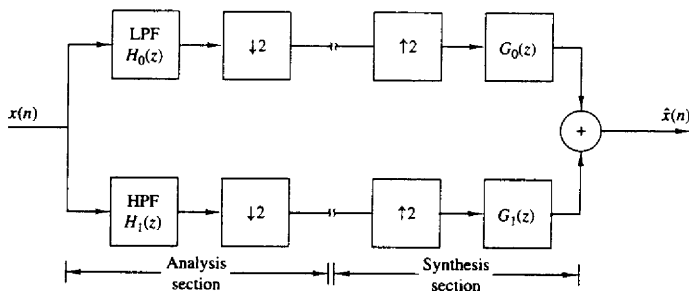 LPF
H₀(z)
↓2
↑2
G₀(z)
x(n)
+
x̂(n)
HPF
H₁(z)
↓2
↑2
G₁(z)
Analysis
section
Synthesis
section